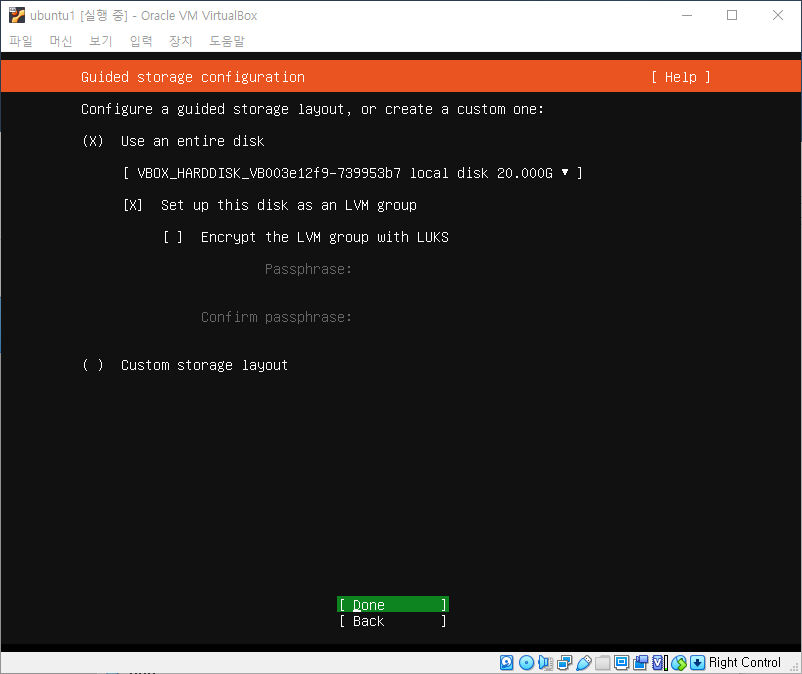 ubuntu1 [실행 중] - Oracle VM VirtualBox
파일 머신 보기 입력 장치 도움말
Guided storage configuration [ Help ]
Configure a guided storage layout, or create a custom one:
(X) Use an entire disk
[ VBOX_HARDDISK_VB003e12f9-739953b7 local disk 20.000G ▾ ]
[X] Set up this disk as an LVM group
[ ] Encrypt the LVM group with LUKS
Passphrase:
Confirm passphrase:
( ) Custom storage layout
[ Done ]
[ Back ]
Right Control